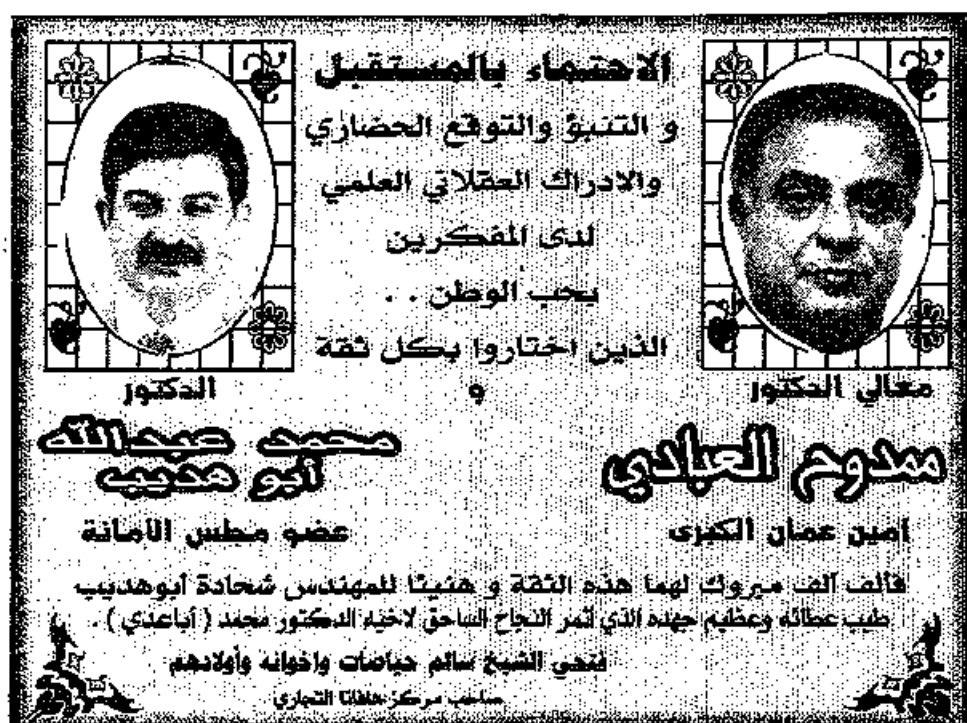 الاحتماء بالمستقبل
و التنبؤ والتوقع الحضاري
والادراك العقلاني العلمي
لدى المفكرين
بحب الوطن . .
الذين اختاروا بكل ثقة
معالي الدكتور
و
الدكتور
ممدوح العبادي
محمد عبدالله
أبو هديب
امين عمان الكبرى
عضو مجلس الامانة
فألف ألف مبروك لهما هذه الثقة و هنيئا للمهندس شحادة أبوهديب
طيب عطائه وعظيم جهده الذي أثمر النجاح الساحق لاخيه الدكتور محمد ( أباعدي ) .
فتحي الشيخ سالم حياصات واخوانه وأولادهم
صاحب مركز هافانا التجاري